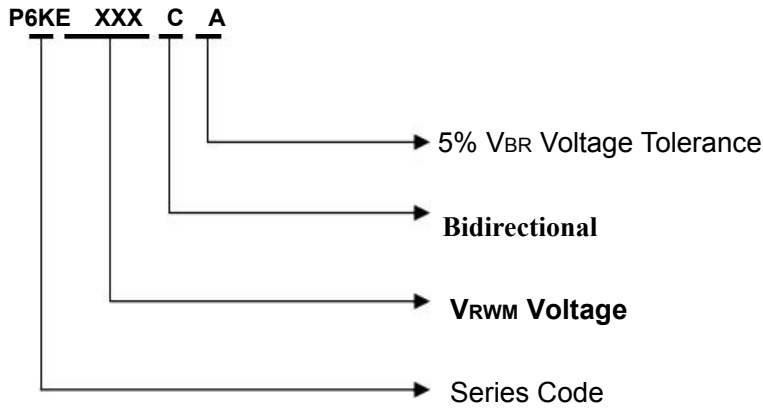 P6KE XXX C A
5% VBR Voltage Tolerance
Bidirectional
VRWM Voltage
Series Code